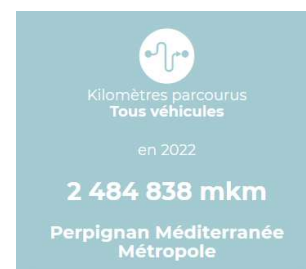 Kilomètres parcourus
Tous véhicules
en 2022
2 484 838 mkm
Perpignan Méditerranée
Métropole